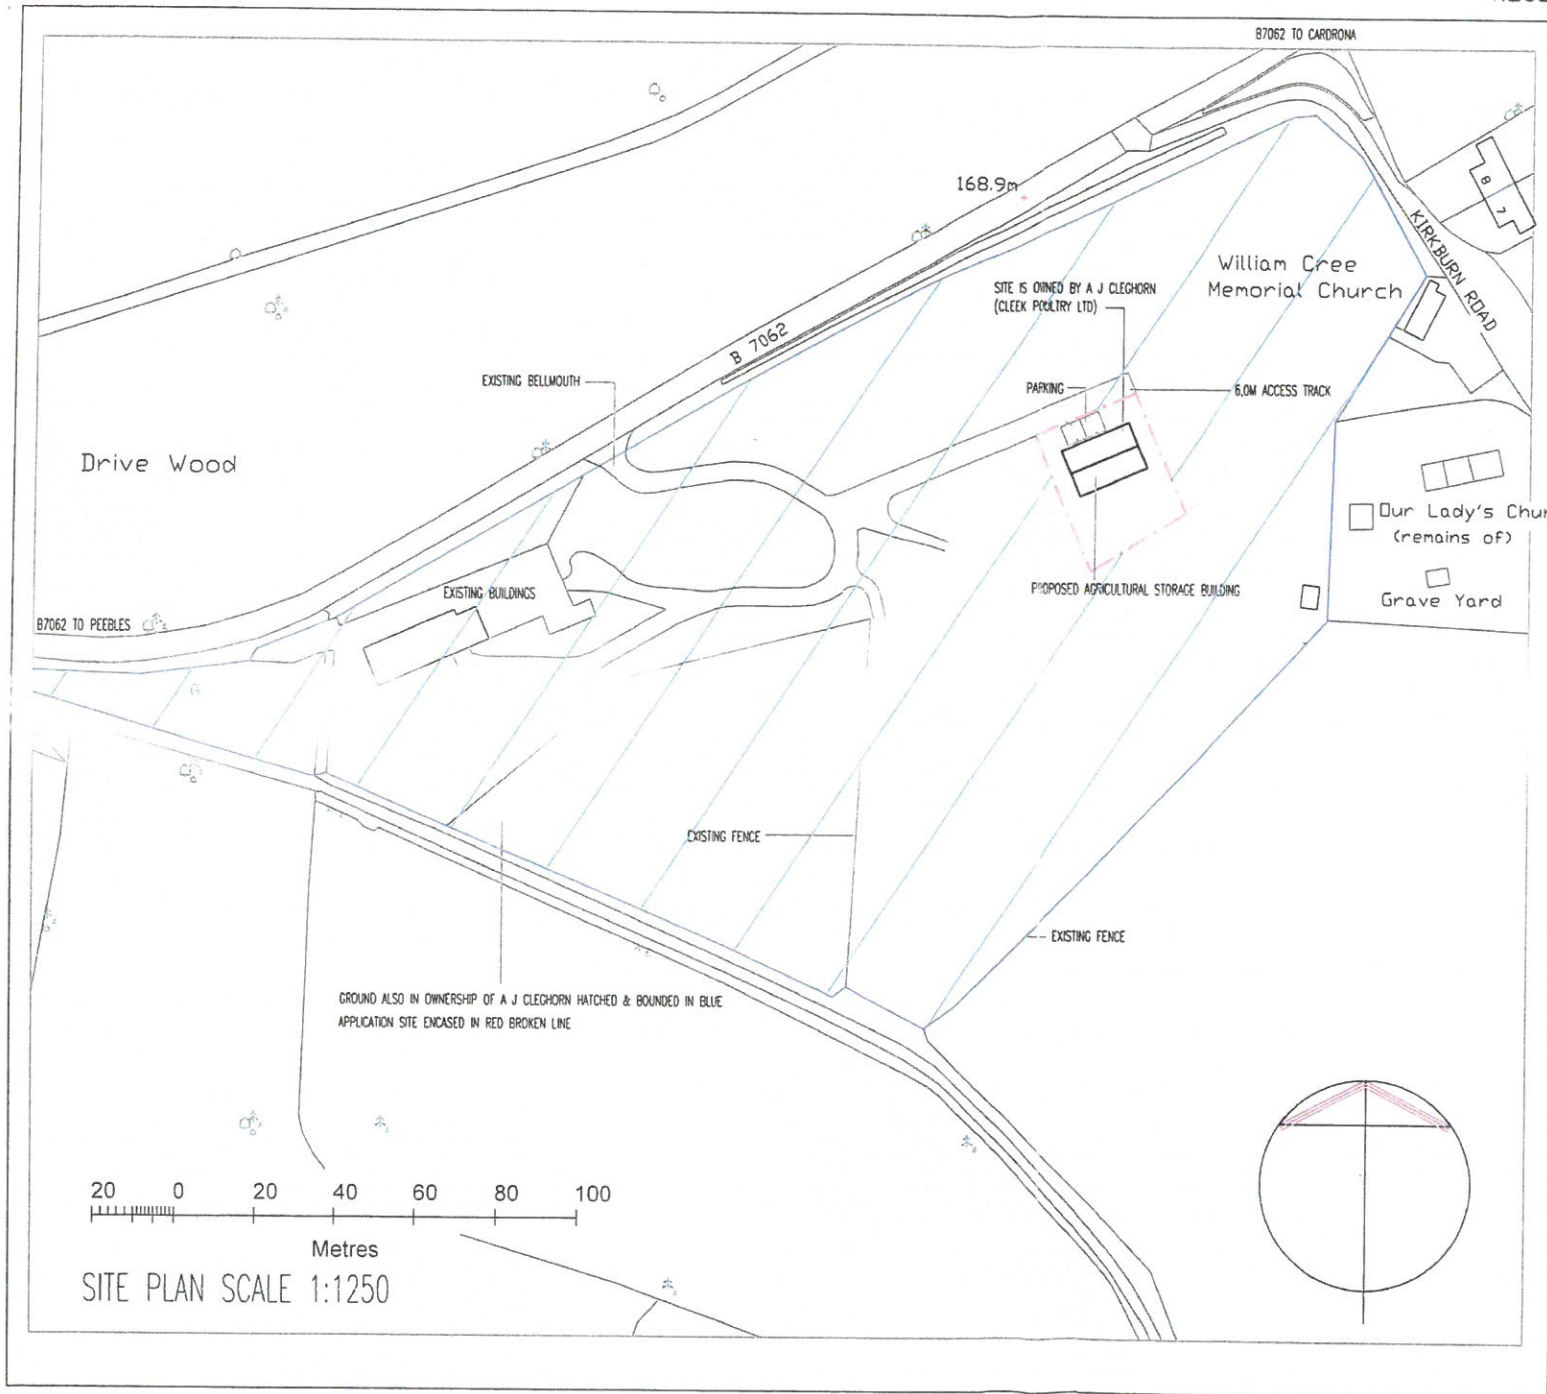 B7062 TO CARDRONA
168.9m
8
7
KIRKBURN ROAD
William Cree
Memorial Church
SITE IS OWNED BY A J CLEGHORN
(CLEEK POULTRY LTD)
B 7062
EXISTING BELLMOUTH
PARKING
6.0M ACCESS TRACK
Drive Wood
Our Lady's Chur
(remains of)
EXISTING BUILDINGS
PROPOSED AGRICULTURAL STORAGE BUILDING
Grave Yard
B7062 TO PEEBLES
EXISTING FENCE
EXISTING FENCE
GROUND ALSO IN OWNERSHIP OF A J CLEGHORN HATCHED & BOUNDED IN BLUE
APPLICATION SITE ENCASED IN RED BROKEN LINE
20 0 20 40 60 80 100
Metres
SITE PLAN SCALE 1:1250